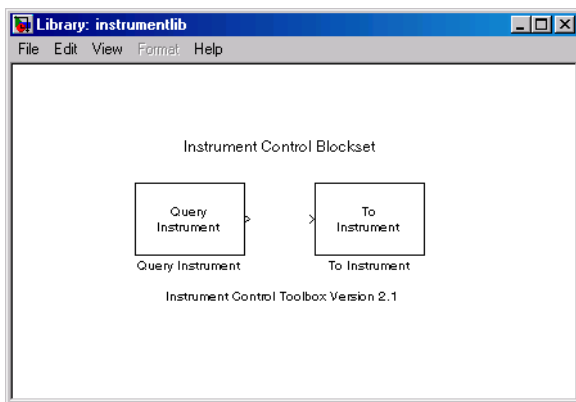 Library: instrumentlib
File Edit View Format Help
Instrument Control Blockset
Query
Instrument
To
Instrument
Query Instrument
To Instrument
Instrument Control Toolbox Version 2.1